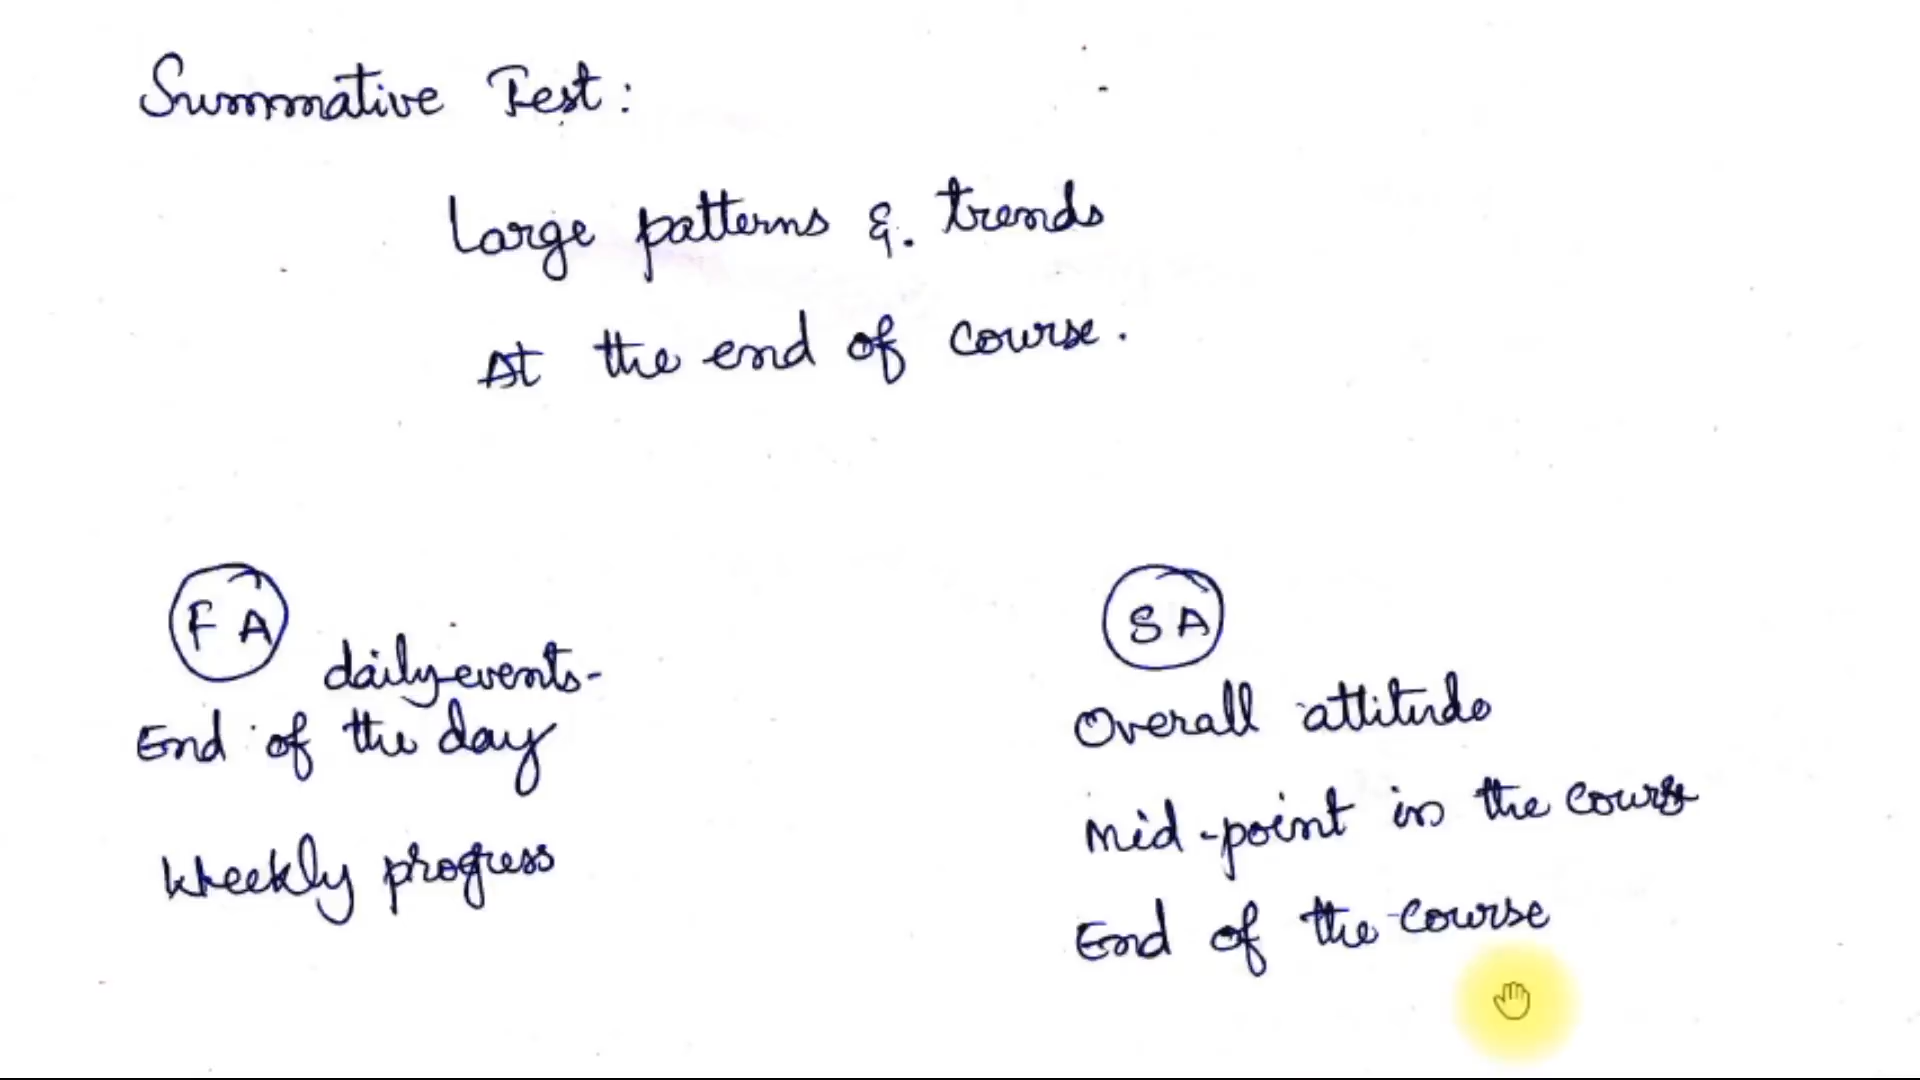 Summative Test:
Large patterns &. trends
At the end of course.
FA
daily events-
End of the day
Weekly progress
SA
Overall attitude
Mid-point in the course
End of the course